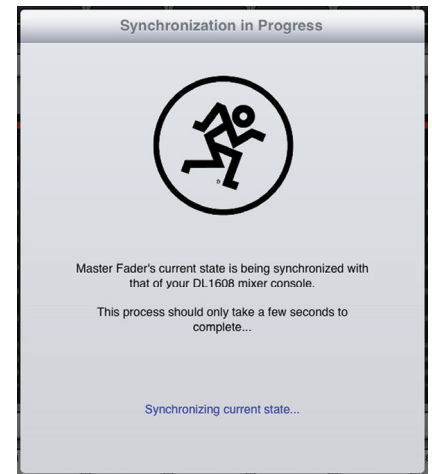 Synchronization in Progress
Master Fader's current state is being synchronized with
that of your DL1608 mixer console.
This process should only take a few seconds to
complete...
Synchronizing current state...